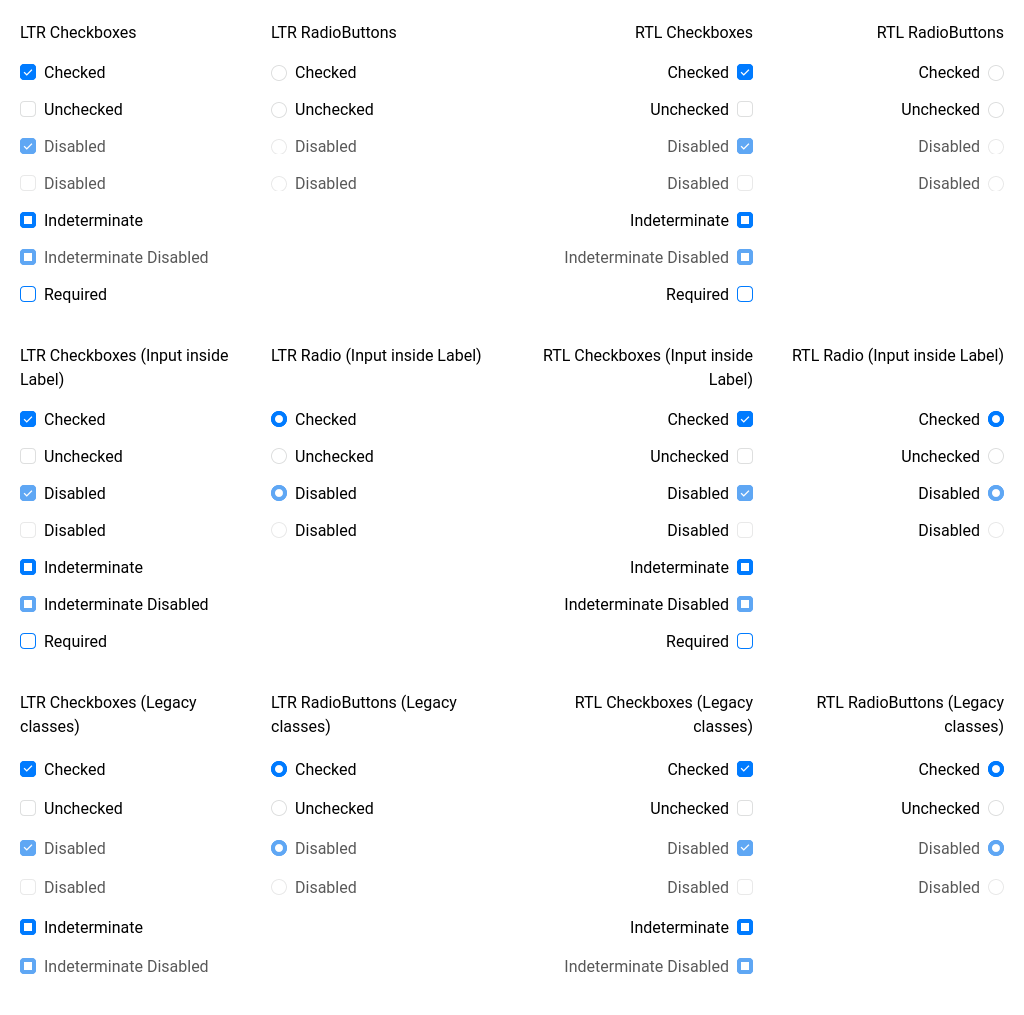 LTR Checkboxes
Checked
Unchecked
Disabled
Disabled
Indeterminate
Indeterminate Disabled
Required
LTR RadioButtons
Checked
Unchecked
Disabled
Disabled
RTL Checkboxes
Checked
Unchecked
Disabled
Disabled
Indeterminate
Indeterminate Disabled
Required
RTL RadioButtons
Checked
Unchecked
Disabled
Disabled
LTR Checkboxes (Input inside
Label)
Checked
Unchecked
Disabled
Disabled
Indeterminate
Indeterminate Disabled
Required
LTR Radio (Input inside Label)
Checked
Unchecked
Disabled
Disabled
RTL Checkboxes (Input inside
Label)
Checked
Unchecked
Disabled
Disabled
Indeterminate
Indeterminate Disabled
Required
RTL Radio (Input inside Label)
Checked
Unchecked
Disabled
Disabled
LTR Checkboxes (Legacy
classes)
Checked
Unchecked
Disabled
Disabled
Indeterminate
Indeterminate Disabled
LTR RadioButtons (Legacy
classes)
Checked
Unchecked
Disabled
Disabled
RTL Checkboxes (Legacy
classes)
Checked
Unchecked
Disabled
Disabled
Indeterminate
Indeterminate Disabled
RTL RadioButtons (Legacy
classes)
Checked
Unchecked
Disabled
Disabled